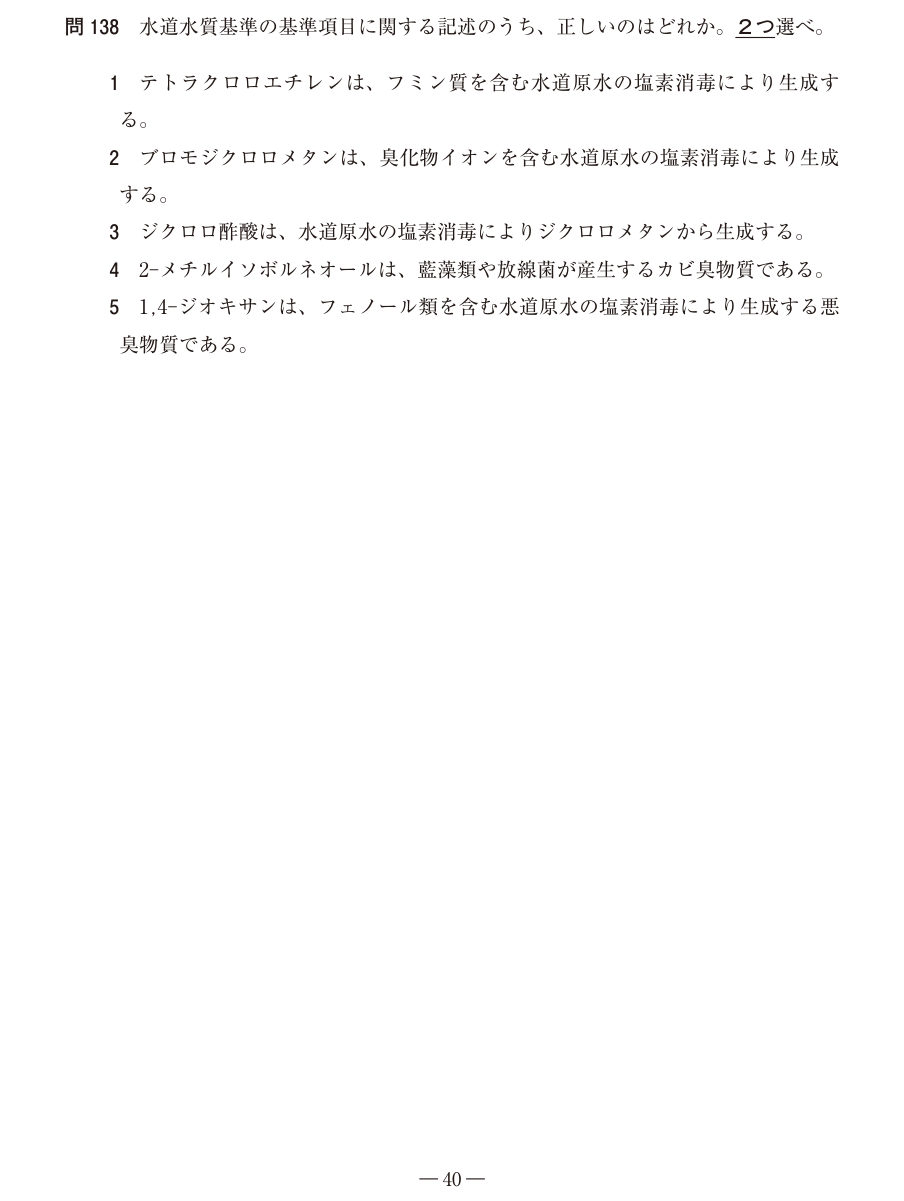 問 138　水道水質基準の基準項目に関する記述のうち、正しいのはどれか。２つ選べ。
1　テトラクロロエチレンは、フミン質を含む水道原水の塩素消毒により生成す
る。
2　ブロモジクロロメタンは、臭化物イオンを含む水道原水の塩素消毒により生成
する。
3　ジクロロ酢酸は、水道原水の塩素消毒によりジクロロメタンから生成する。
4　2-メチルイソボルネオールは、藍藻類や放線菌が産生するカビ臭物質である。
5　1,4-ジオキサンは、フェノール類を含む水道原水の塩素消毒により生成する悪
臭物質である。
― 40 ―